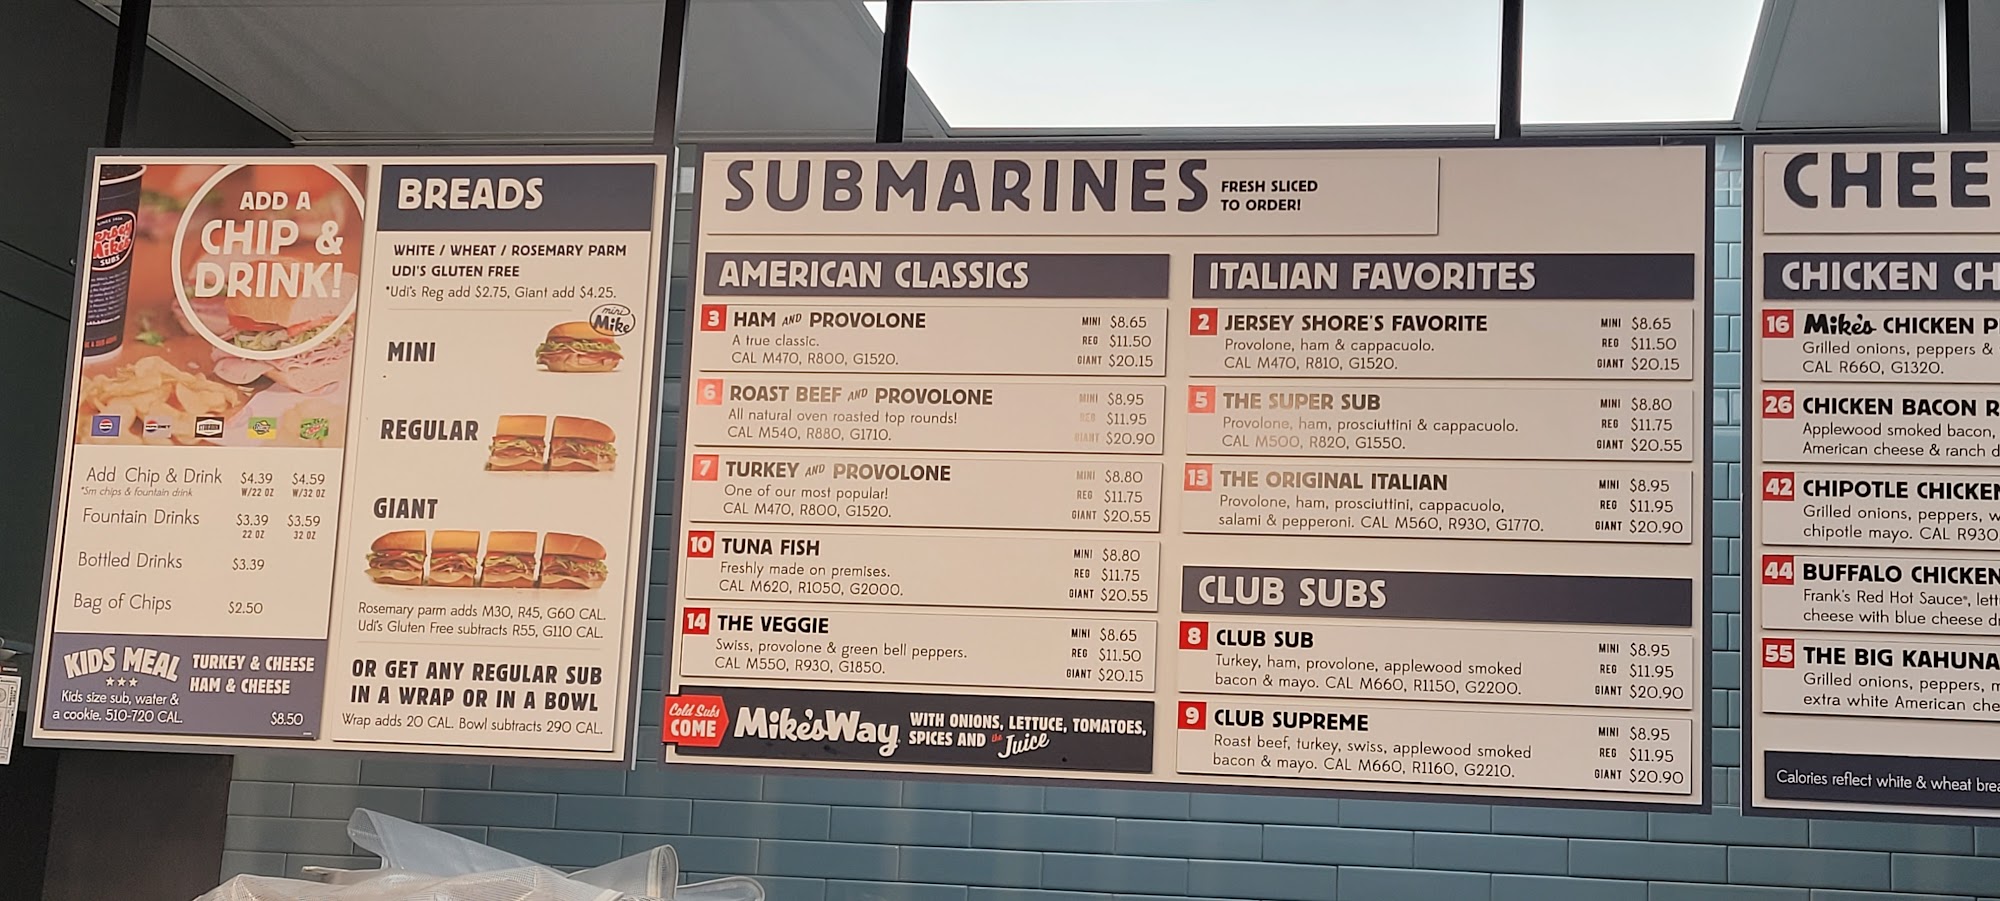 SINCE 1956
Jersey
Mike's
SUBS
ADD A
CHIP &
DRINK!
Add Chip & Drink $4.39 $4.59
*Sm chips & fountain drink W/22 OZ W/32 OZ
Fountain Drinks $3.39 $3.59
22 OZ 32 OZ
Bottled Drinks $3.39
Bag of Chips $2.50
KIDS MEAL TURKEY & CHEESE
HAM & CHEESE
Kids size sub, water &
a cookie. 510-720 CAL. $8.50
BREADS
WHITE / WHEAT / ROSEMARY PARM
UDI'S GLUTEN FREE
*Udi's Reg add $2.75, Giant add $4.25.
mini
Mike
MINI
REGULAR
GIANT
Rosemary parm adds M30, R45, G60 CAL.
Udi's Gluten Free subtracts R55, G110 CAL.
OR GET ANY REGULAR SUB
IN A WRAP OR IN A BOWL
Wrap adds 20 CAL. Bowl subtracts 290 CAL.
SUBMARINES FRESH SLICED
TO ORDER!
AMERICAN CLASSICS
3 HAM AND PROVOLONE MINI $8.65
A true classic. REG $11.50
CAL M470, R800, G1520. GIANT $20.15
6 ROAST BEEF AND PROVOLONE MINI $8.95
All natural oven roasted top rounds! REG $11.95
CAL M540, R880, G1710. GIANT $20.90
7 TURKEY AND PROVOLONE MINI $8.80
One of our most popular! REG $11.75
CAL M470, R800, G1520. GIANT $20.55
10 TUNA FISH MINI $8.80
Freshly made on premises. REG $11.75
CAL M620, R1050, G2000. GIANT $20.55
14 THE VEGGIE MINI $8.65
Swiss, provolone & green bell peppers. REG $11.50
CAL M550, R930, G1850. GIANT $20.15
Cold Subs
COME Mike's Way WITH ONIONS, LETTUCE, TOMATOES,
SPICES AND the Juice
ITALIAN FAVORITES
2 JERSEY SHORE'S FAVORITE MINI $8.65
Provolone, ham & cappacuolo. REG $11.50
CAL M470, R810, G1520. GIANT $20.15
5 THE SUPER SUB MINI $8.80
Provolone, ham, prosciuttini & cappacuolo. REG $11.75
CAL M500, R820, G1550. GIANT $20.55
13 THE ORIGINAL ITALIAN MINI $8.95
Provolone, ham, prosciuttini, cappacuolo, REG $11.95
salami & pepperoni. CAL M560, R930, G1770. GIANT $20.90
CLUB SUBS
8 CLUB SUB MINI $8.95
Turkey, ham, provolone, applewood smoked REG $11.95
bacon & mayo. CAL M660, R1150, G2200. GIANT $20.90
9 CLUB SUPREME MINI $8.95
Roast beef, turkey, swiss, applewood smoked REG $11.95
bacon & mayo. CAL M660, R1160, G2210. GIANT $20.90
CHEE
CHICKEN CH
16 Mike's CHICKEN P
Grilled onions, peppers &
CAL R660, G1320.
26 CHICKEN BACON R
Applewood smoked bacon,
American cheese & ranch d
42 CHIPOTLE CHICKEN
Grilled onions, peppers, w
chipotle mayo. CAL R930
44 BUFFALO CHICKEN
Frank's Red Hot Sauce®, lett
cheese with blue cheese d
55 THE BIG KAHUNA
Grilled onions, peppers, m
extra white American che
Calories reflect white & wheat brea